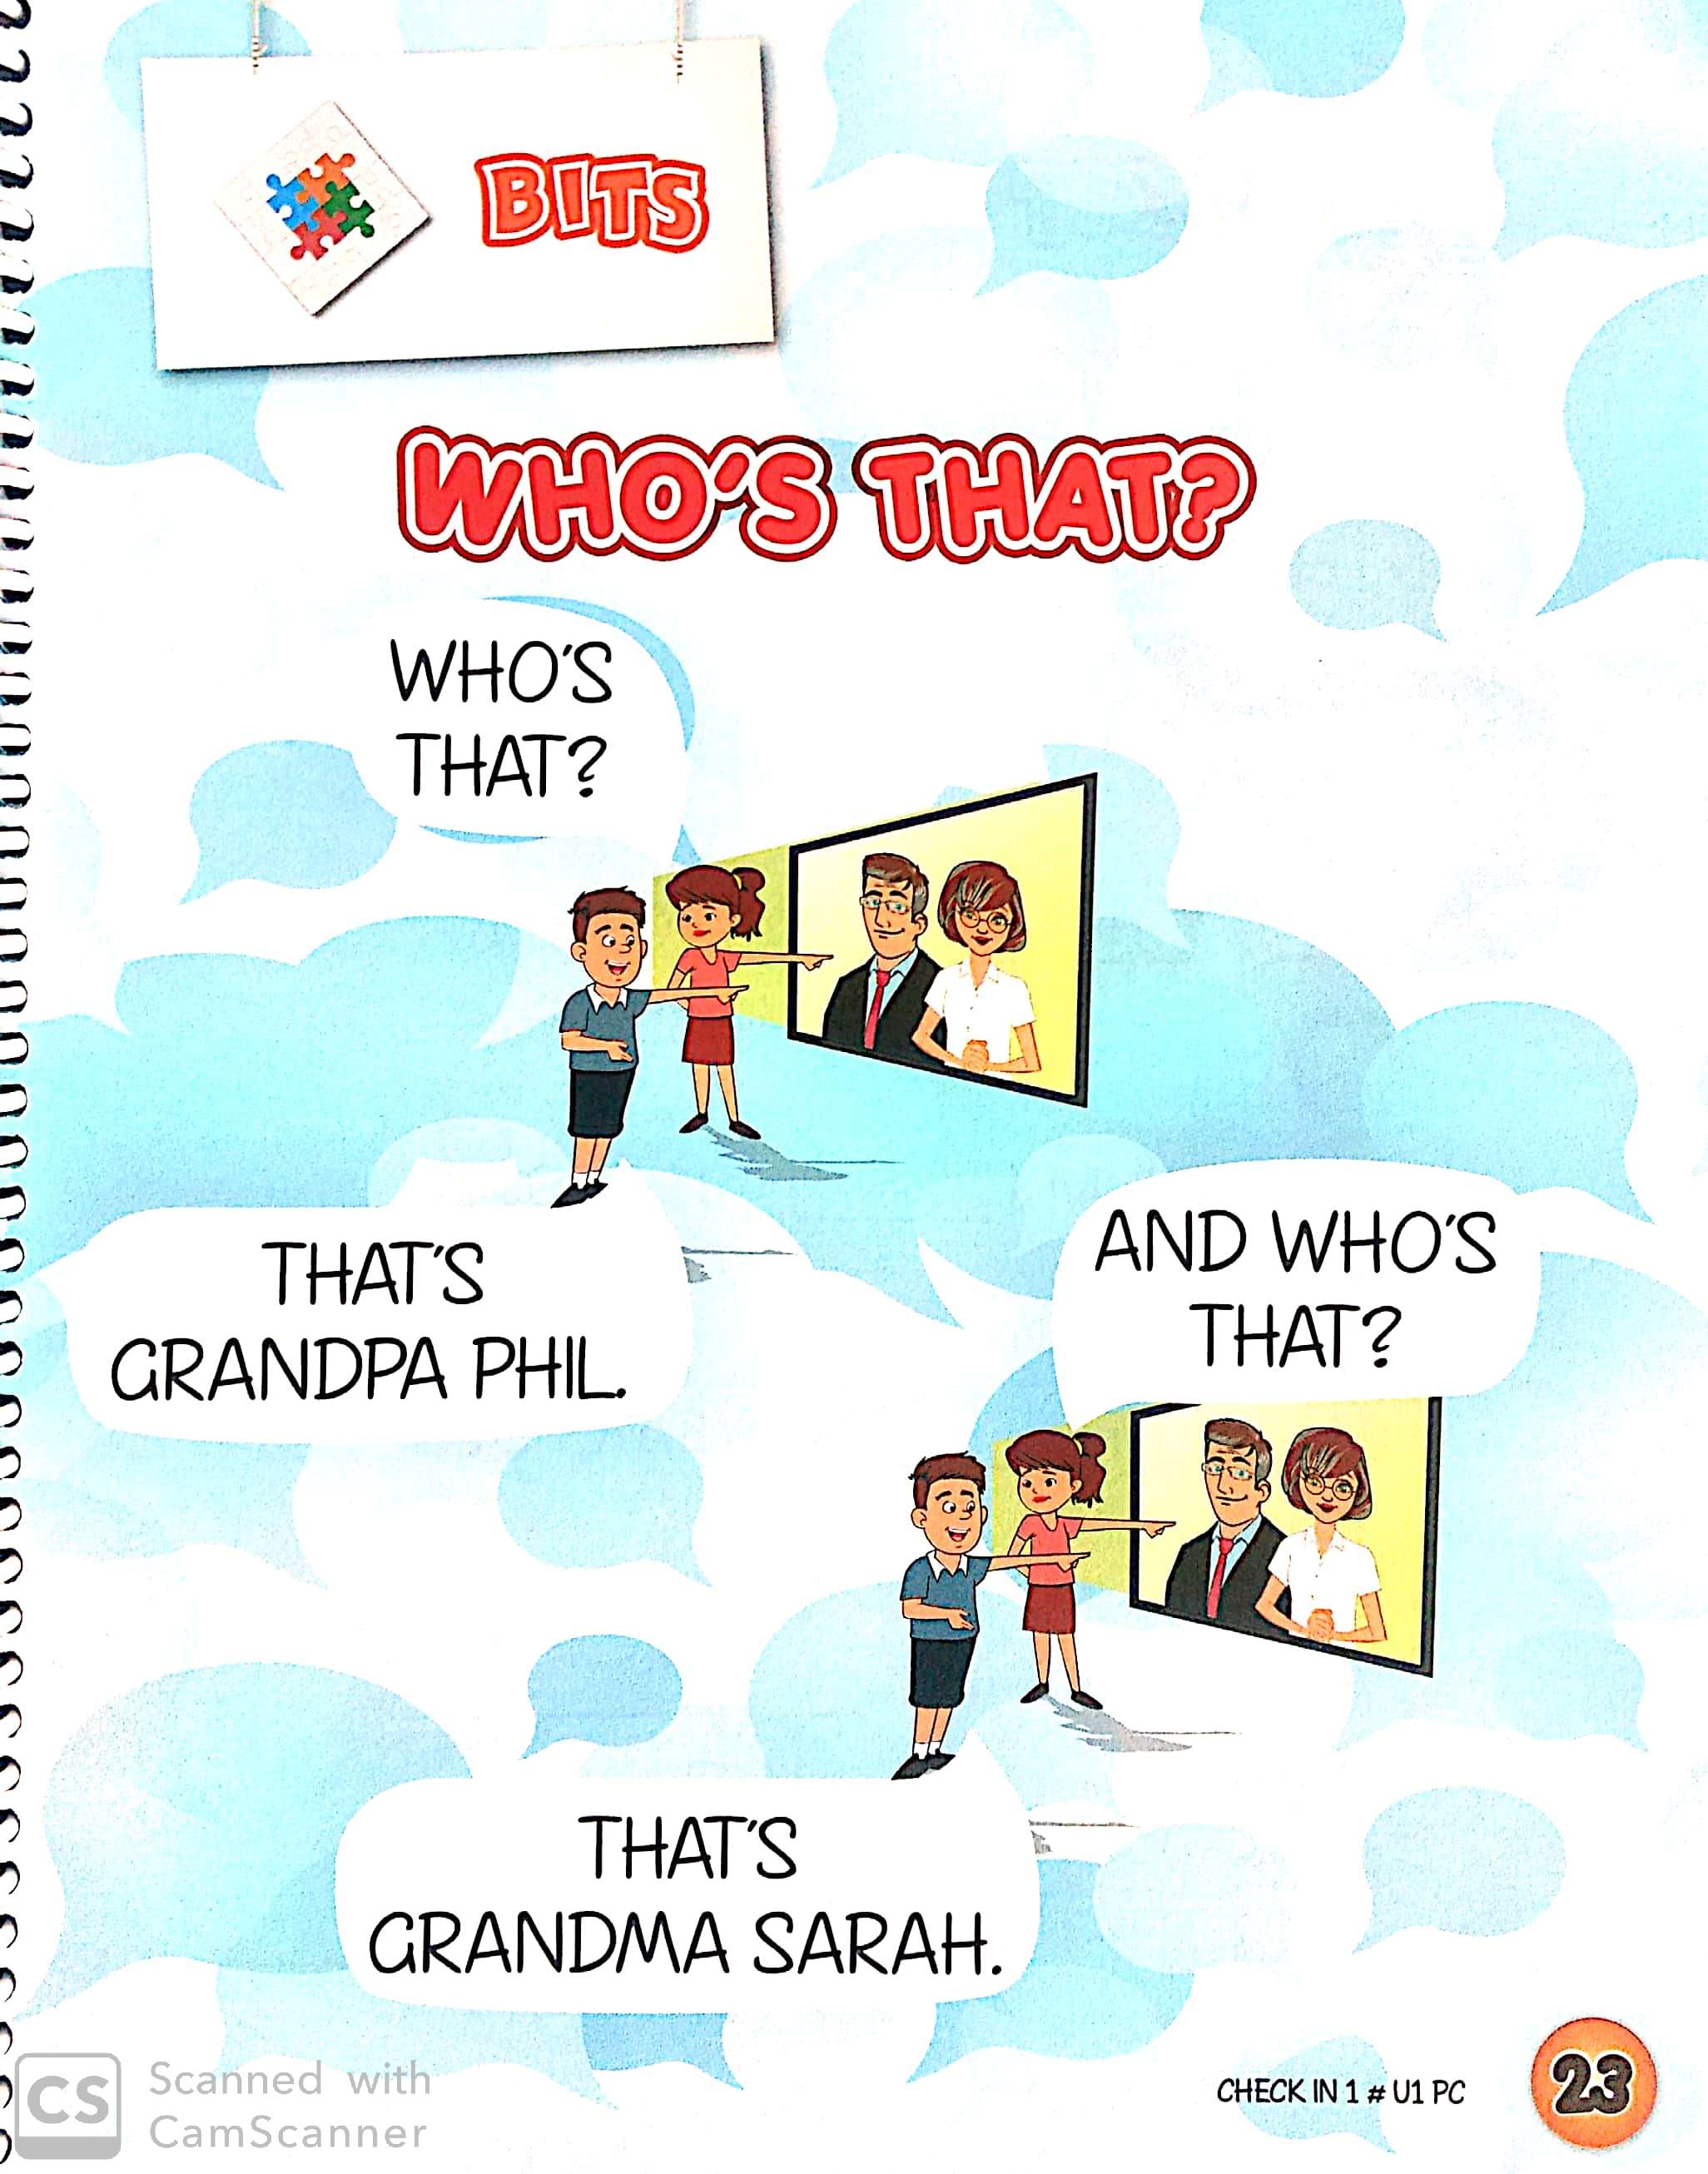 BITS
WHO'S THAT?
WHO'S
THAT?
THAT'S
GRANDPA PHIL.
AND WHO'S
THAT?
THAT'S
GRANDMA SARAH.
CHECK IN 1 # U1 PC
23
CS
Scanned with
CamScanner